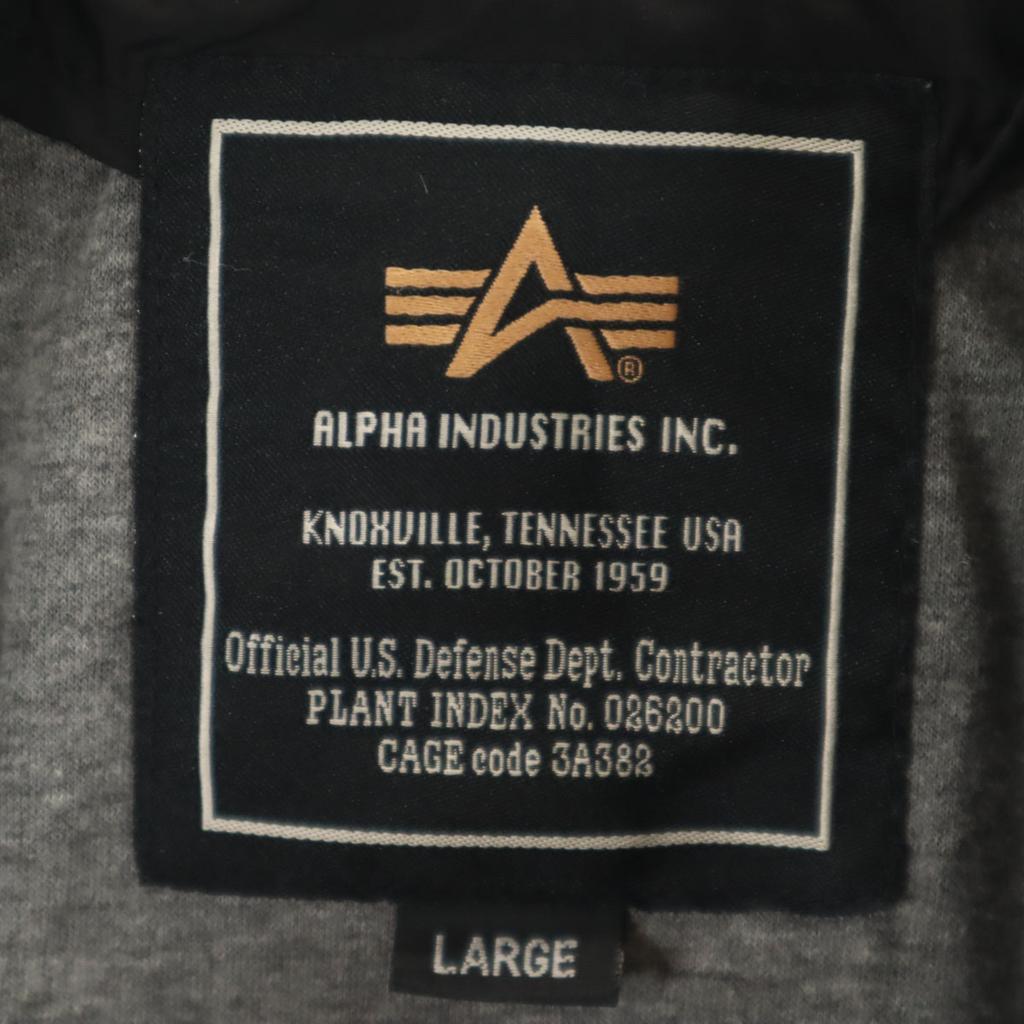 ®
ALPHA INDUSTRIES INC.
KNOXVILLE, TENNESSEE USA
EST. OCTOBER 1959
Official U.S. Defense Dept. Contractor
PLANT INDEX No. 026200
CAGE code 3A382
LARGE